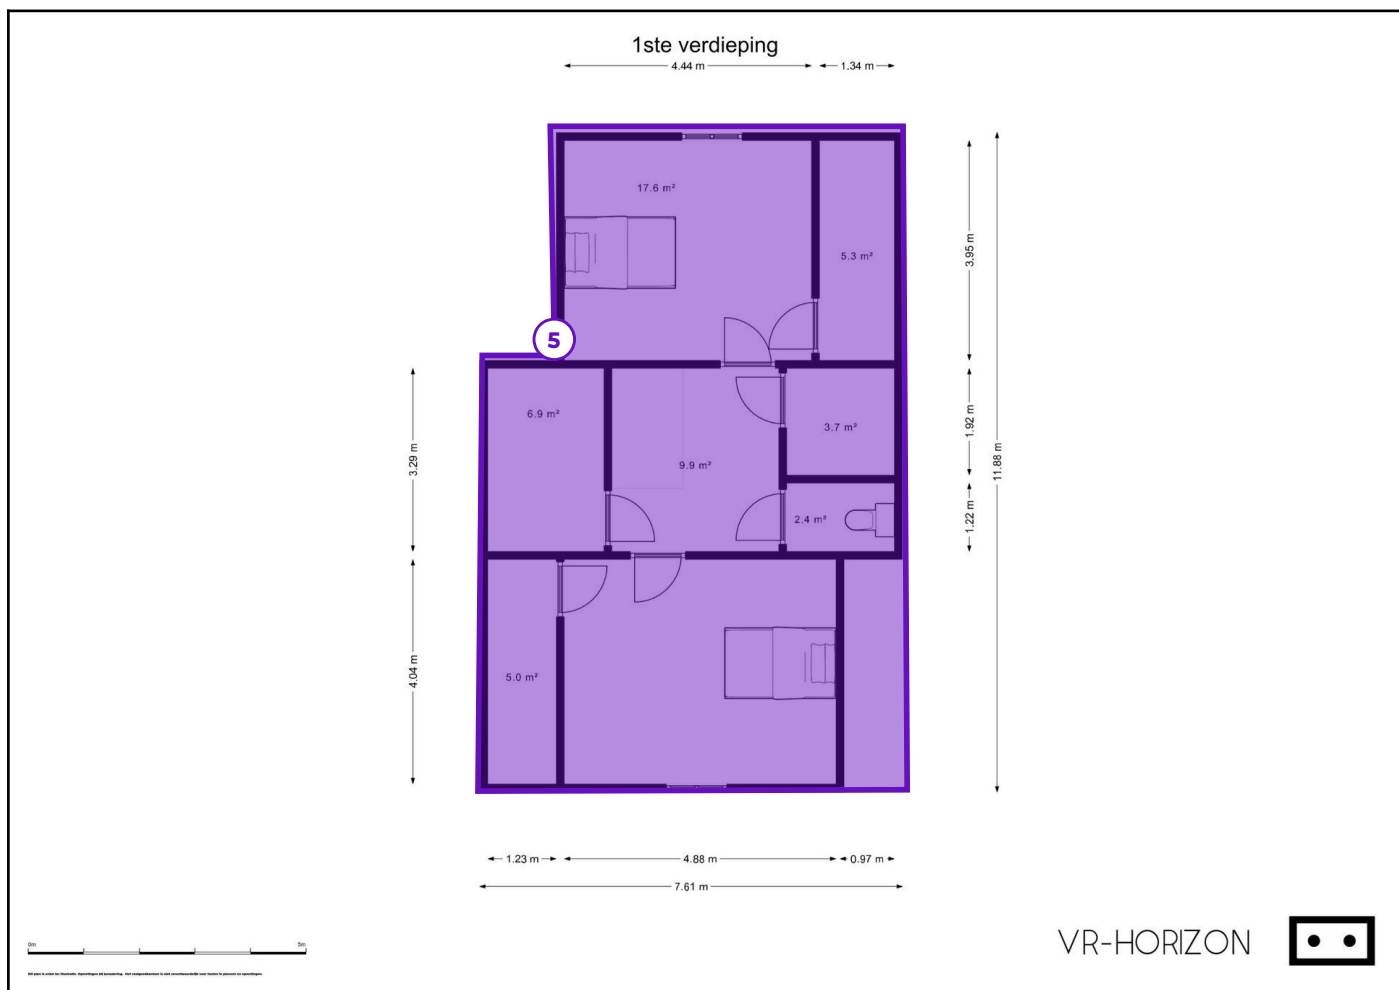 1ste verdieping
4.44 m
1.34 m
17.6 m²
5.3 m²
3.95 m
5
6.9 m²
9.9 m²
3.7 m²
1.92 m
11.88 m
3.29 m
2.4 m²
1.22 m
5.0 m²
4.04 m
1.23 m
4.88 m
0.97 m
7.61 m
0m
5m
VR-HORIZON